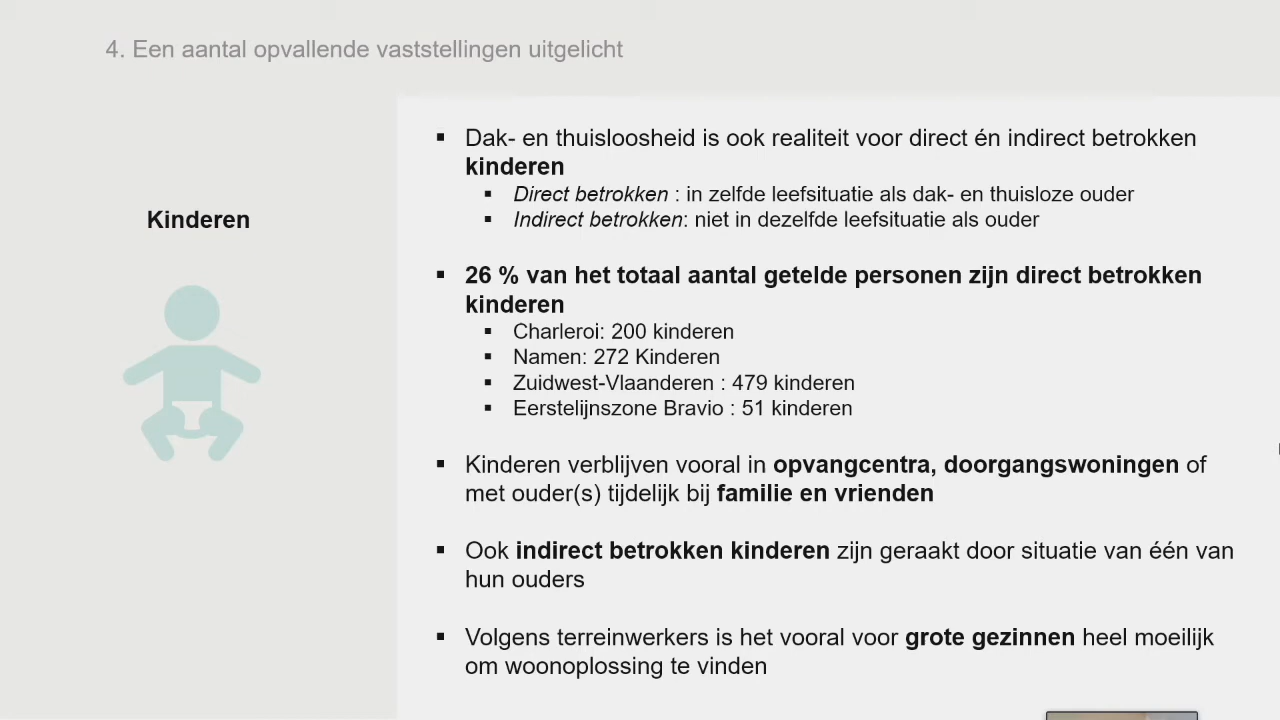 4. Een aantal opvallende vaststellingen uitgelicht
Kinderen
▪ Dak- en thuisloosheid is ook realiteit voor direct én indirect betrokken
kinderen
▪ Direct betrokken : in zelfde leefsituatie als dak- en thuisloze ouder
▪ Indirect betrokken: niet in dezelfde leefsituatie als ouder
▪ 26 % van het totaal aantal getelde personen zijn direct betrokken
kinderen
▪ Charleroi: 200 kinderen
▪ Namen: 272 Kinderen
▪ Zuidwest-Vlaanderen : 479 kinderen
▪ Eerstelijnszone Bravio : 51 kinderen
▪ Kinderen verblijven vooral in opvangcentra, doorgangswoningen of
met ouder(s) tijdelijk bij familie en vrienden
▪ Ook indirect betrokken kinderen zijn geraakt door situatie van één van
hun ouders
▪ Volgens terreinwerkers is het vooral voor grote gezinnen heel moeilijk
om woonoplossing te vinden